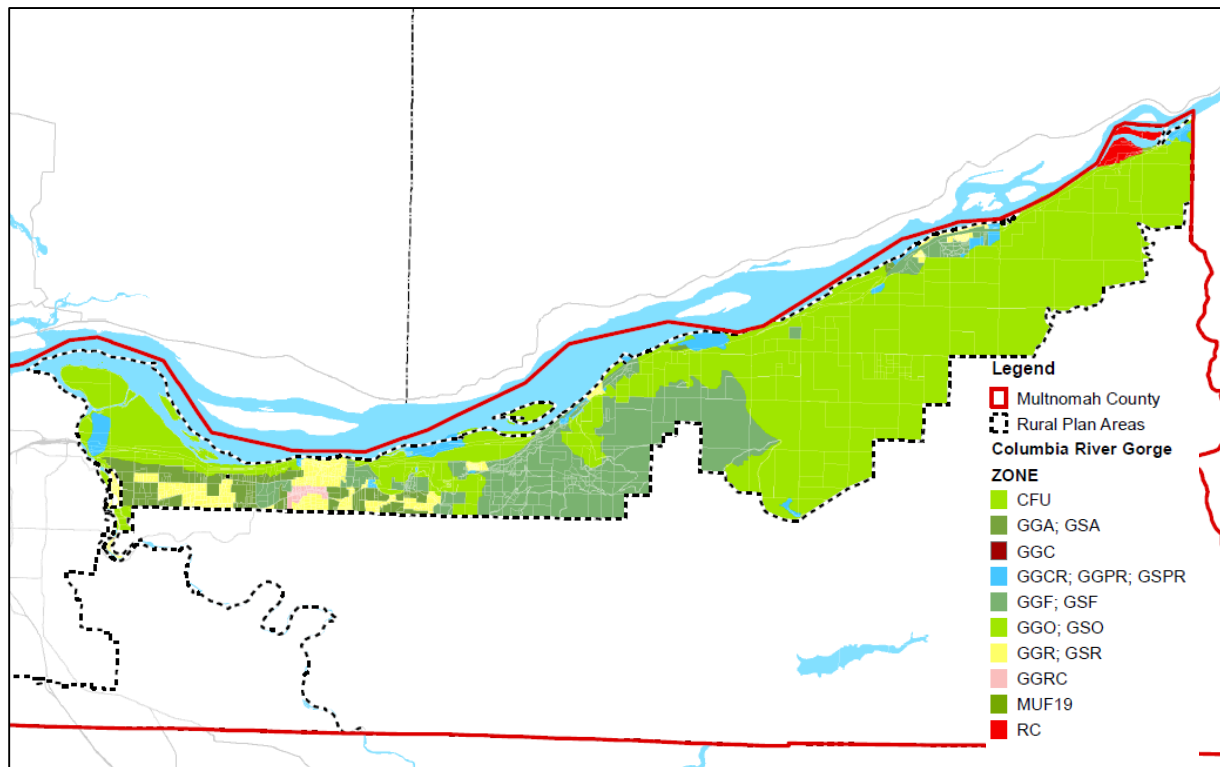 Legend
Multnomah County
Rural Plan Areas
Columbia River Gorge
ZONE
CFU
GGA; GSA
GGC
GGCR; GGPR; GSPR
GGF; GSF
GGO; GSO
GGR; GSR
GGRC
MUF19
RC